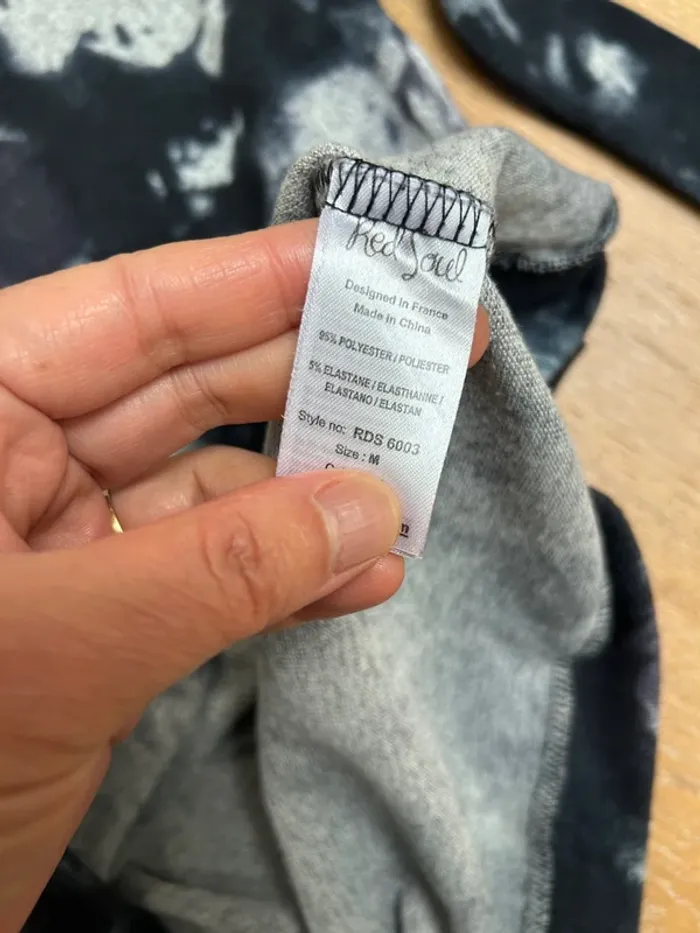 Red Soul
Designed in France
Made in China
95% POLYESTER / POLIESTER
5% ELASTANE / ELASTHANNE /
ELASTANO / ELASTAN
Style no: RDS 6003
Size : M